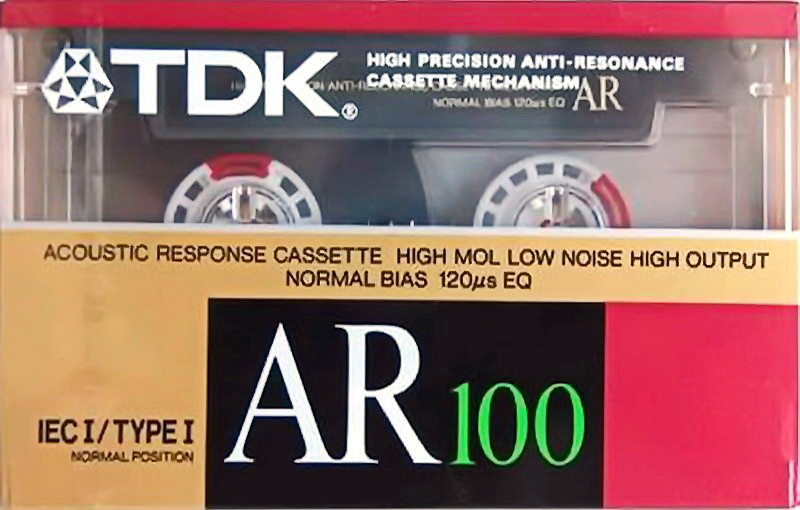 TDK®
HIGH PRECISION ANTI-RESONANCE
CASSETTE MECHANISM
NORMAL BIAS 120µs EQ AR
ACOUSTIC RESPONSE CASSETTE HIGH MOL LOW NOISE HIGH OUTPUT
NORMAL BIAS 120µs EQ
AR100
IEC I/TYPE I
NORMAL POSITION